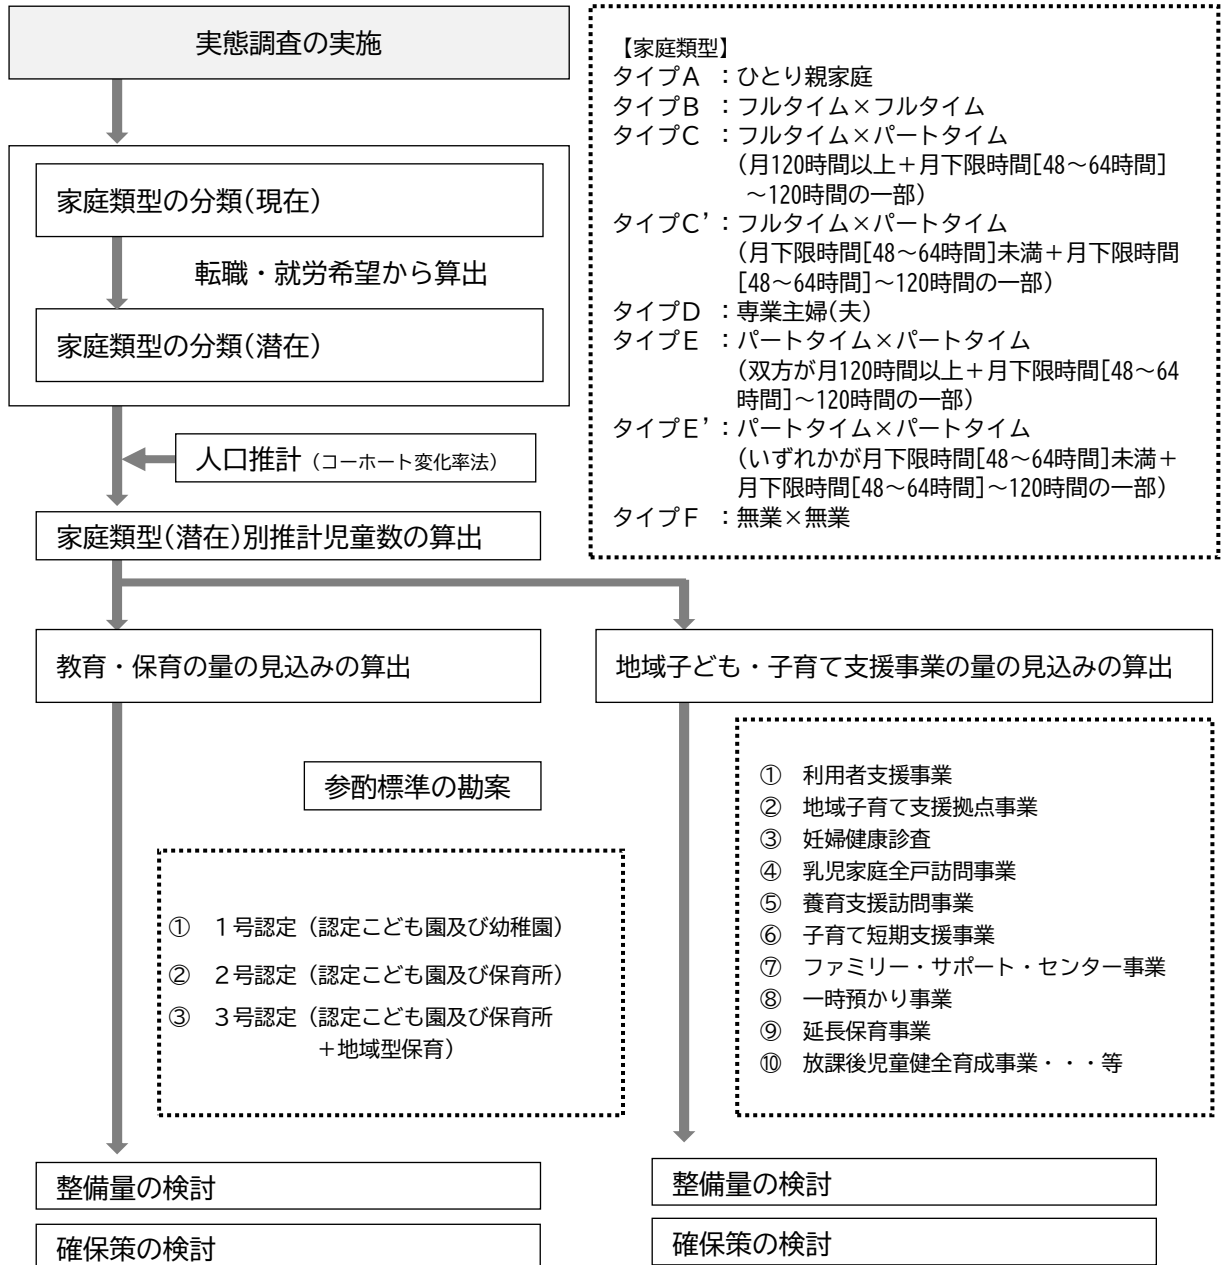 実態調査の実施
家庭類型の分類(現在)
転職・就労希望から算出
家庭類型の分類(潜在)
人口推計（コーホート変化率法）
家庭類型(潜在)別推計児童数の算出
【家庭類型】
タイプA ：ひとり親家庭
タイプB ：フルタイム×フルタイム
タイプC ：フルタイム×パートタイム
(月120時間以上＋月下限時間[48～64時間]
～120時間の一部)
タイプC’：フルタイム×パートタイム
(月下限時間[48～64時間]未満＋月下限時間
[48～64時間]～120時間の一部)
タイプD ：専業主婦(夫)
タイプE ：パートタイム×パートタイム
(双方が月120時間以上＋月下限時間[48～64
時間]～120時間の一部)
タイプE’：パートタイム×パートタイム
(いずれかが月下限時間[48～64時間]未満＋
月下限時間[48～64時間]～120時間の一部)
タイプF ：無業×無業
教育・保育の量の見込みの算出
参酌標準の勘案
① １号認定（認定こども園及び幼稚園）
② ２号認定（認定こども園及び保育所）
③ ３号認定（認定こども園及び保育所
＋地域型保育）
整備量の検討
確保策の検討
地域子ども・子育て支援事業の量の見込みの算出
① 利用者支援事業
② 地域子育て支援拠点事業
③ 妊婦健康診査
④ 乳児家庭全戸訪問事業
⑤ 養育支援訪問事業
⑥ 子育て短期支援事業
⑦ ファミリー・サポート・センター事業
⑧ 一時預かり事業
⑨ 延長保育事業
⑩ 放課後児童健全育成事業・・・等
整備量の検討
確保策の検討